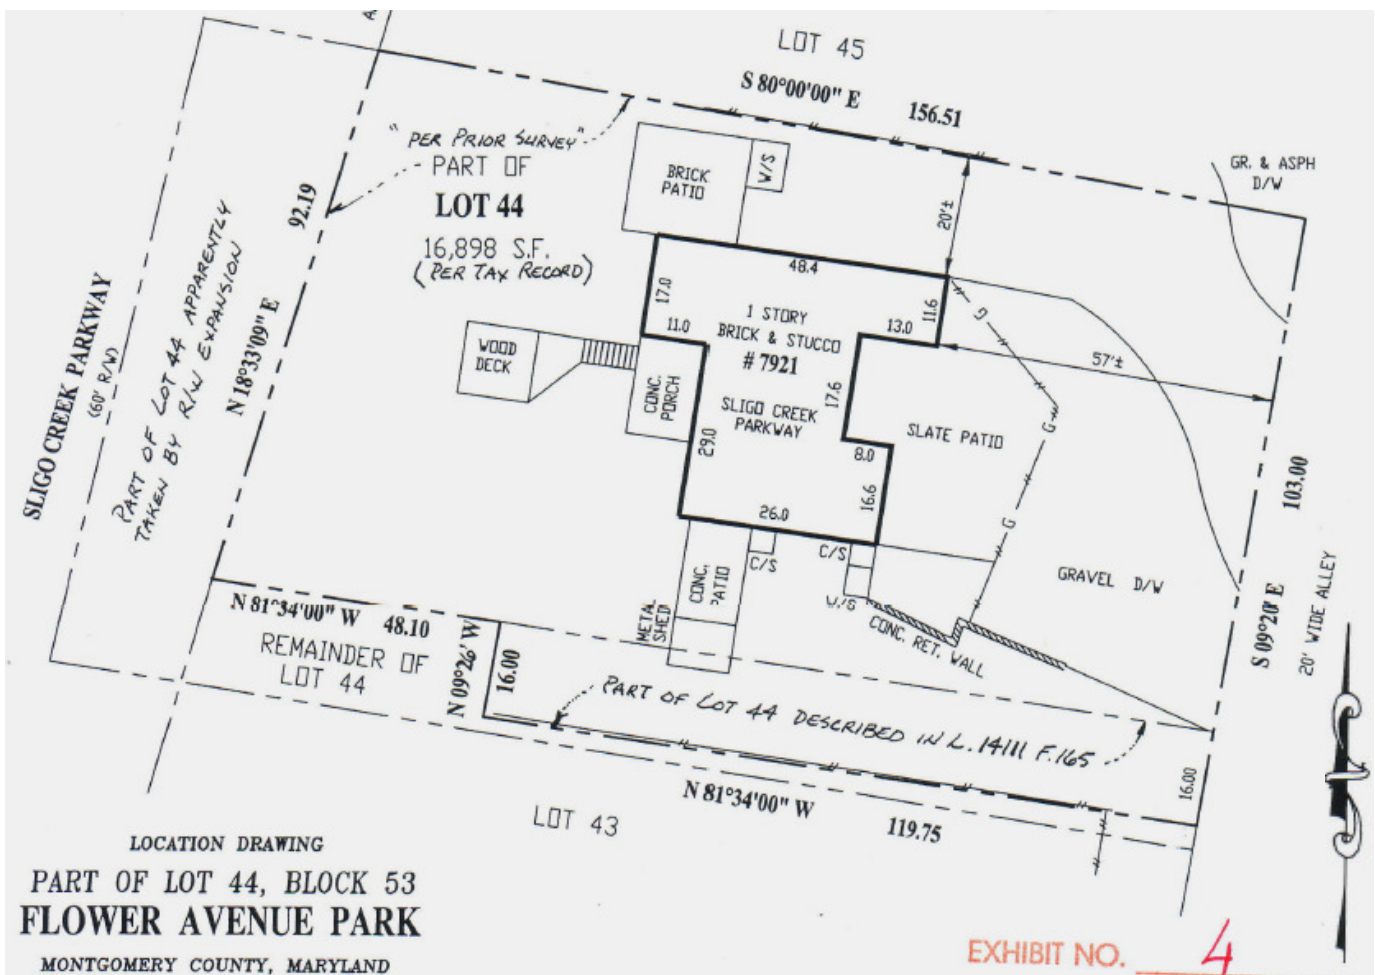 LOT 45
S 80°00'00" E 156.51
"PER PRIOR SURVEY"
PART OF
LOT 44
16,898 S.F.
(PER TAX RECORD)
92.19
N 18°33'09" E
SLIGO CREEK PARKWAY
(60' R/W)
PART OF LOT 44 APPARENTLY
TAKEN BY R/W EXPANSION
BRICK
PATIO
W/S
GR. & ASPH
D/W
20'±
48.4
17.0
11.0
11.6
13.0
1 STORY
BRICK & STUCCO
# 7921
SLIGO CREEK
PARKWAY
57'±
WOOD
DECK
CONC.
PORCH
29.0
17.6
8.0
16.6
26.0
SLATE PATIO
G
G
G
103.00
S 09°20' E
20' WIDE ALLEY
GRAVEL D/W
C/S
C/S
W/S
CONC.
PATIO
METAL
SHED
CONC. RET. WALL
N 81°34'00" W 48.10
REMAINDER OF
LOT 44
N 09°26' W
16.00
PART OF LOT 44 DESCRIBED IN L.14111 F.165
16.00
N 81°34'00" W 119.75
LOT 43
LOCATION DRAWING
PART OF LOT 44, BLOCK 53
FLOWER AVENUE PARK
MONTGOMERY COUNTY, MARYLAND
EXHIBIT NO. 4